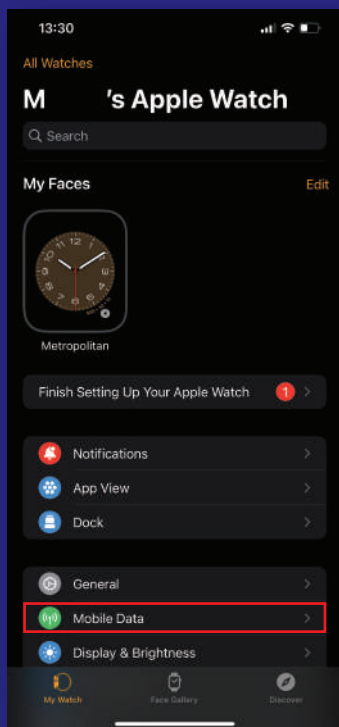 13:30
All Watches
M 's Apple Watch
Search
My Faces
Edit
12
Metropolitan
Finish Setting Up Your Apple Watch
1
Notifications
App View
Dock
General
Mobile Data
Display & Brightness
My Watch
Face Gallery
Discover